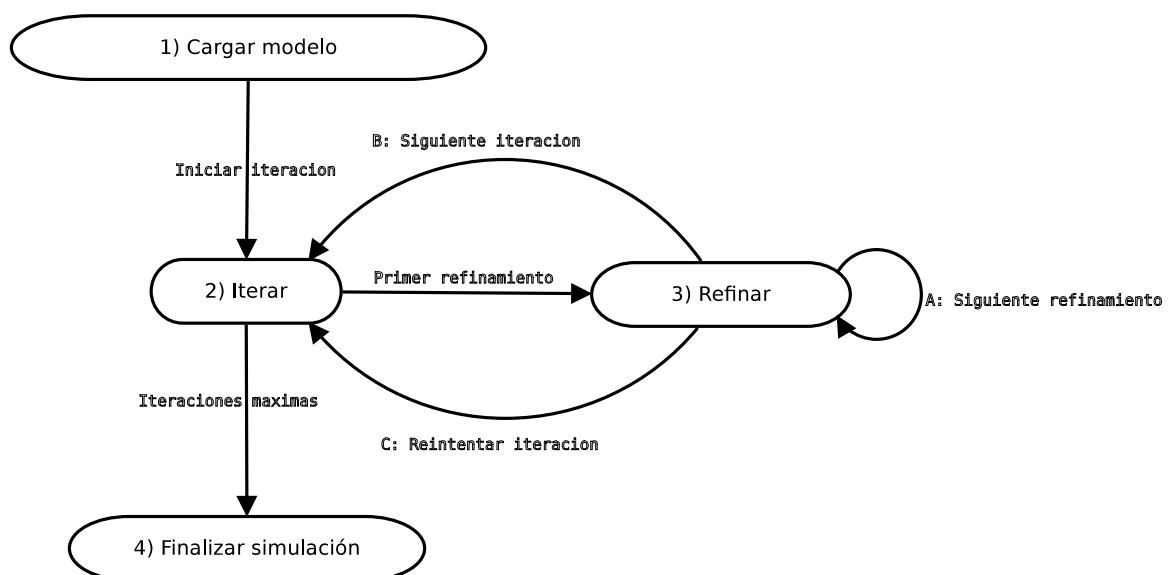 1) Cargar modelo
B: Siguiente iteracion
Iniciar iteracion
Primer refinamiento
2) Iterar
3) Refinar
A: Siguiente refinamiento
Iteraciones maximas
C: Reintentar iteracion
4) Finalizar simulación